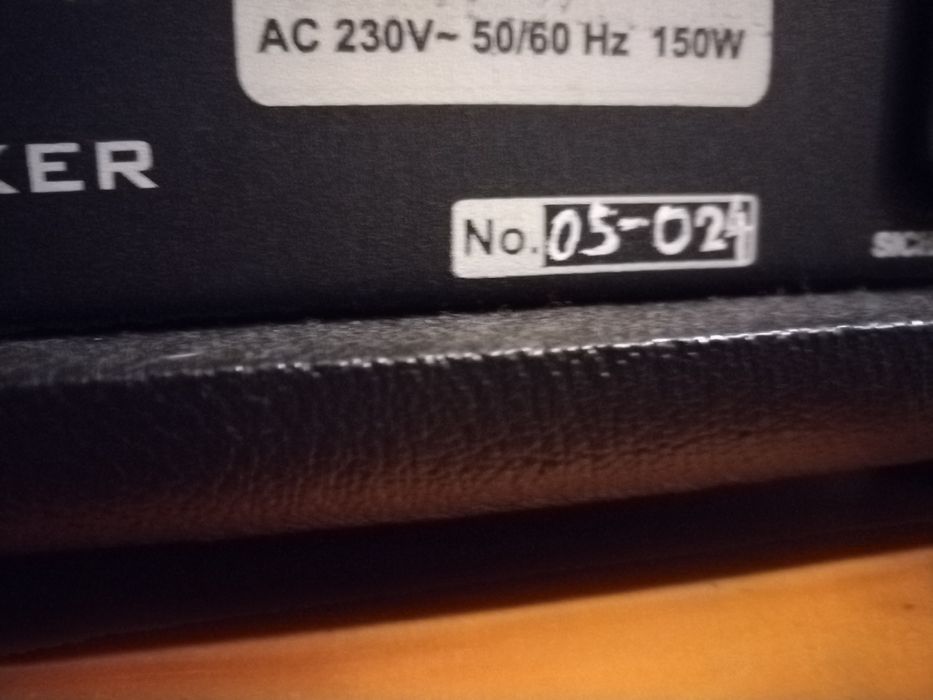 AC 230V~ 50/60 Hz 150W
KER
No. 05-024